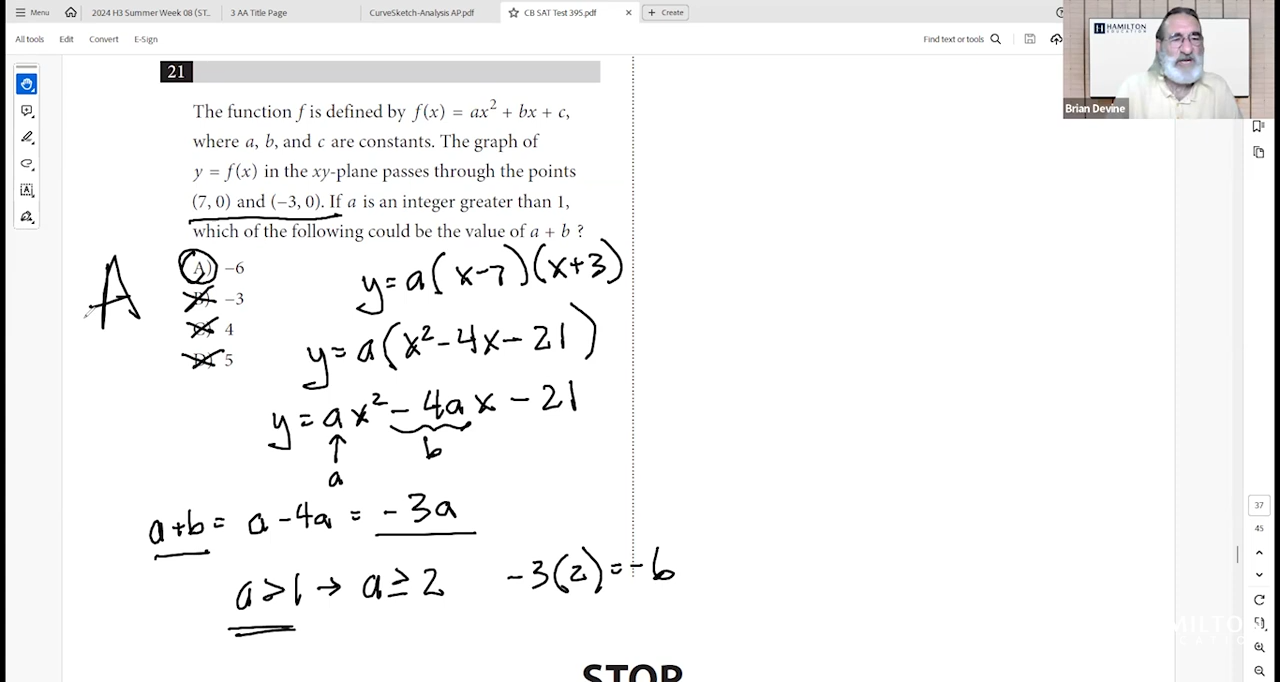 Menu
2024 H3 Summer Week 08 (ST...
3 AA Title Page
CurveSketch-Analysis AP.pdf
CB SAT Test 395.pdf
Create
All tools
Edit
Convert
E-Sign
Find text or tools
HAMILTON
EDUCATION
Brian Devine
21
The function f is defined by f(x) = ax² + bx + c,
where a, b, and c are constants. The graph of
y = f(x) in the xy-plane passes through the points
(7, 0) and (−3, 0). If a is an integer greater than 1,
which of the following could be the value of a + b ?
A
A) −6
B) −3
C) 4
D) 5
y = a(x-7)(x+3)
y = a(x² - 4x - 21)
y = ax² - 4ax - 21
b
a
a+b = a - 4a = -3a
a > 1 → a ≥ 2
-3(2) = -6
37
45
STOP